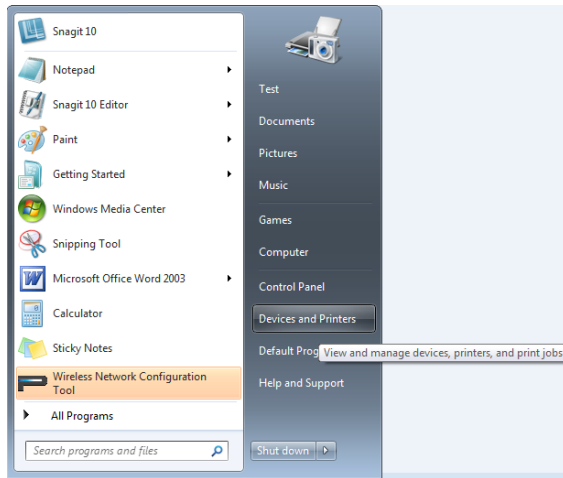 Snagit 10
Notepad
Snagit 10 Editor
Paint
Getting Started
Windows Media Center
Snipping Tool
Microsoft Office Word 2003
Calculator
Sticky Notes
Wireless Network Configuration
Tool
All Programs
Search programs and files
Test
Documents
Pictures
Music
Games
Computer
Control Panel
Devices and Printers
Default Prog
View and manage devices, printers, and print jobs
Help and Support
Shut down